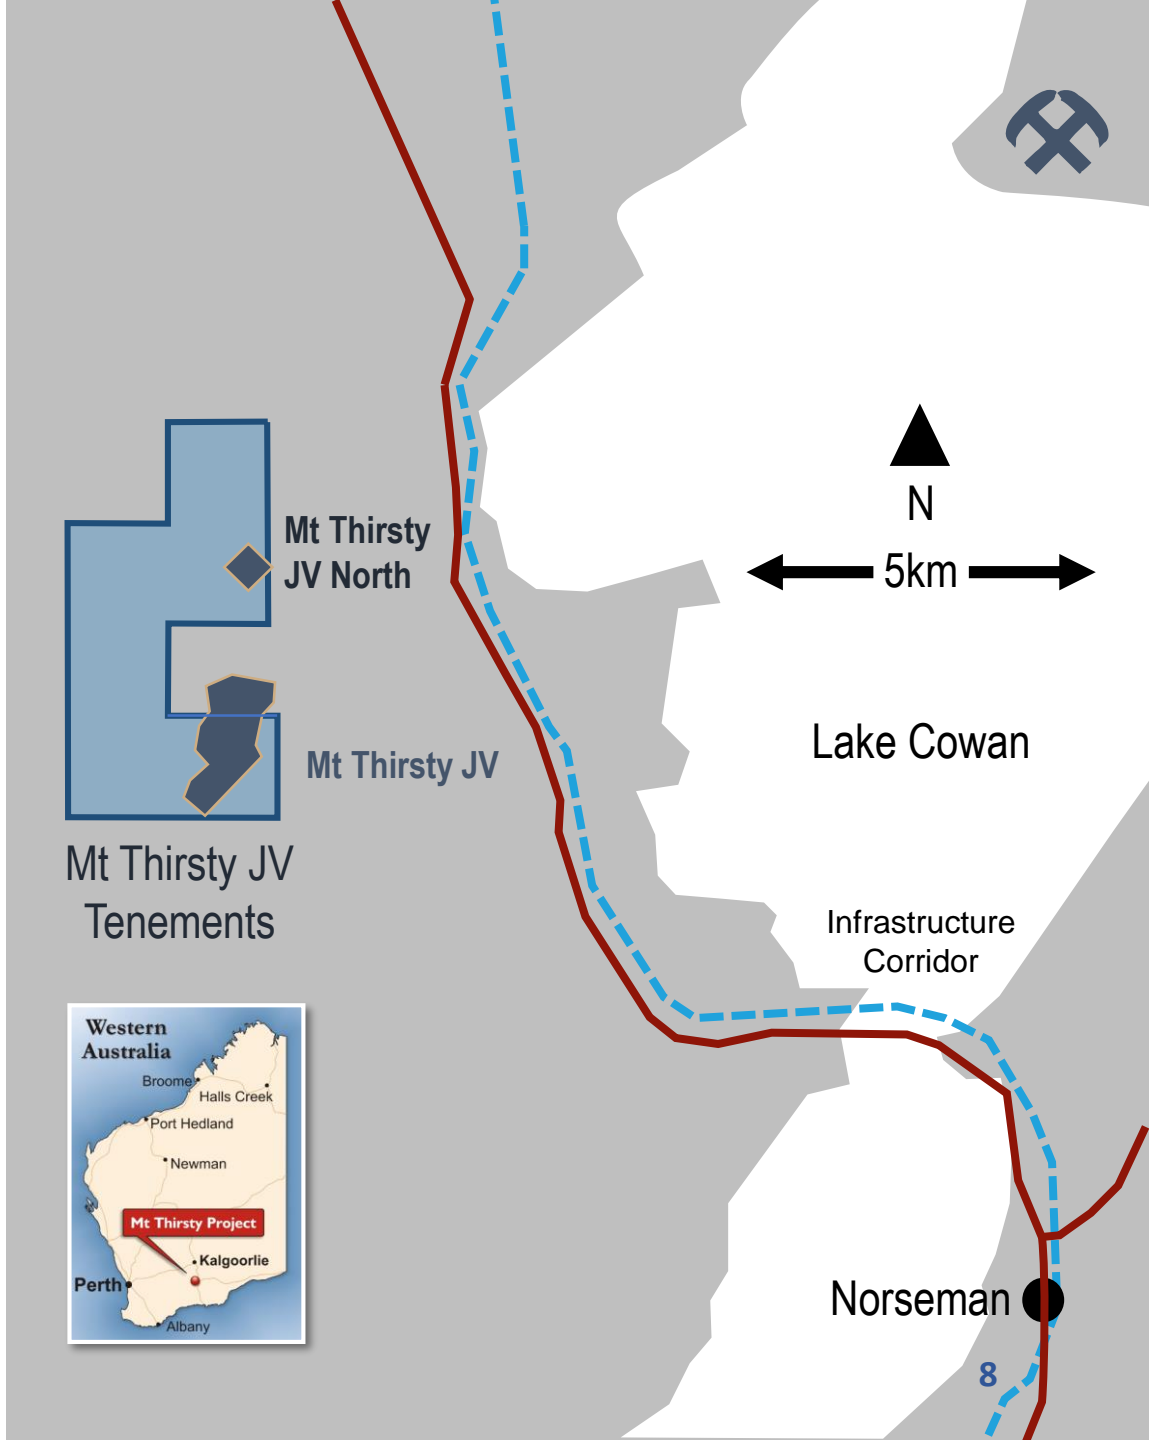 Mt Thirsty
JV North
N
5km
Lake Cowan
Mt Thirsty JV
Mt Thirsty JV
Tenements
Infrastructure
Corridor
Western
Australia
Broome
Halls Creek
Port Hedland
Newman
Mt Thirsty Project
Kalgoorlie
Perth
Albany
Norseman
8